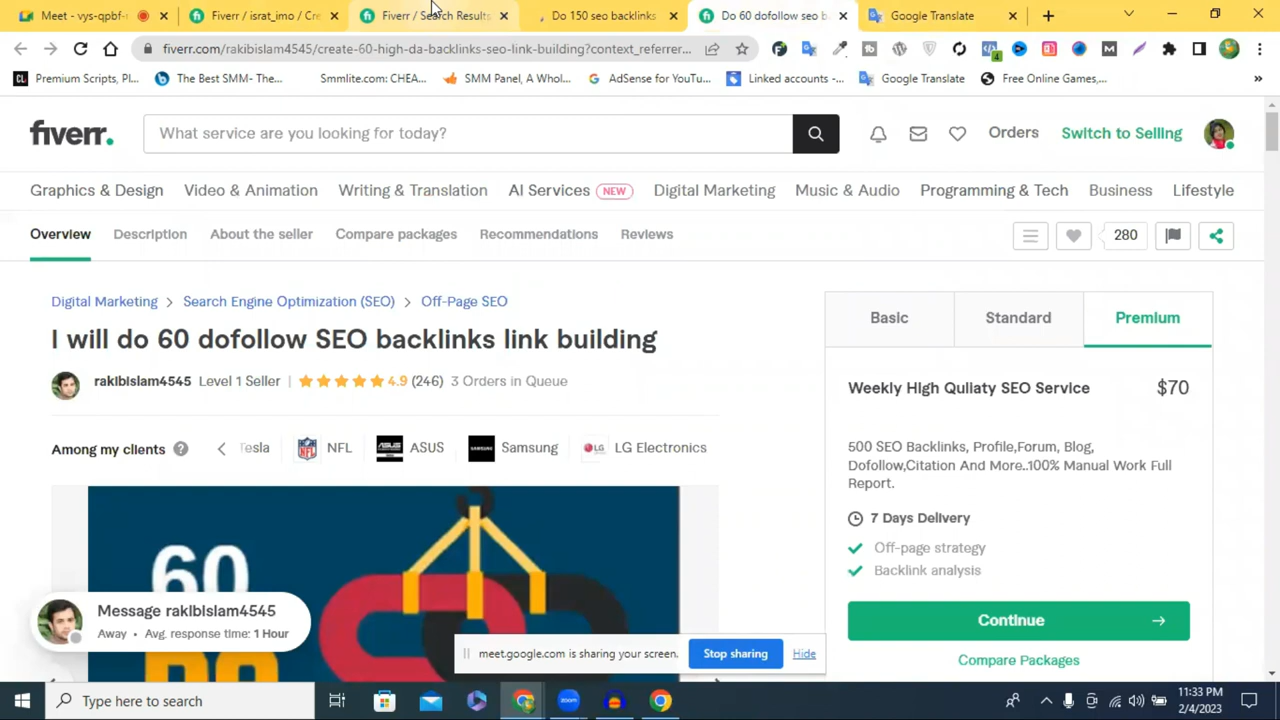 Meet - vys-qpbf-
Fiverr / israt_imo / Cre
Fiverr / Search Results
Do 150 seo backlinks
Do 60 dofollow seo b
Google Translate
fiverr.com/rakibislam4545/create-60-high-da-backlinks-seo-link-building?context_referrer...
4
Premium Scripts, Pl...
The Best SMM- The...
Smmlite.com: CHEA...
SMM Panel, A Whol...
AdSense for YouTu...
Linked accounts -...
Google Translate
Free Online Games,...
»
fiverr.
What service are you looking for today?
Orders
Switch to Selling
Graphics & Design
Video & Animation
Writing & Translation
AI Services NEW
Digital Marketing
Music & Audio
Programming & Tech
Business
Lifestyle
Overview
Description
About the seller
Compare packages
Recommendations
Reviews
280
Digital Marketing > Search Engine Optimization (SEO) > Off-Page SEO
I will do 60 dofollow SEO backlinks link building
rakIbIslam4545 Level 1 Seller | 4.9 (246) 3 Orders in Queue
Among my clients ? Tesla NFL ASUS Samsung LG LG Electronics
60
Basic
Standard
Premium
Weekly High Quliaty SEO Service $70
500 SEO Backlinks, Profile,Forum, Blog,
Dofollow,Citation And More..100% Manual Work Full
Report.
7 Days Delivery
Off-page strategy
Backlink analysis
Continue
Compare Packages
Message rakIbIslam4545
Away • Avg. response time: 1 Hour
meet.google.com is sharing your screen.
Stop sharing
Hide
Type here to search
zoom
11:33 PM
2/4/2023